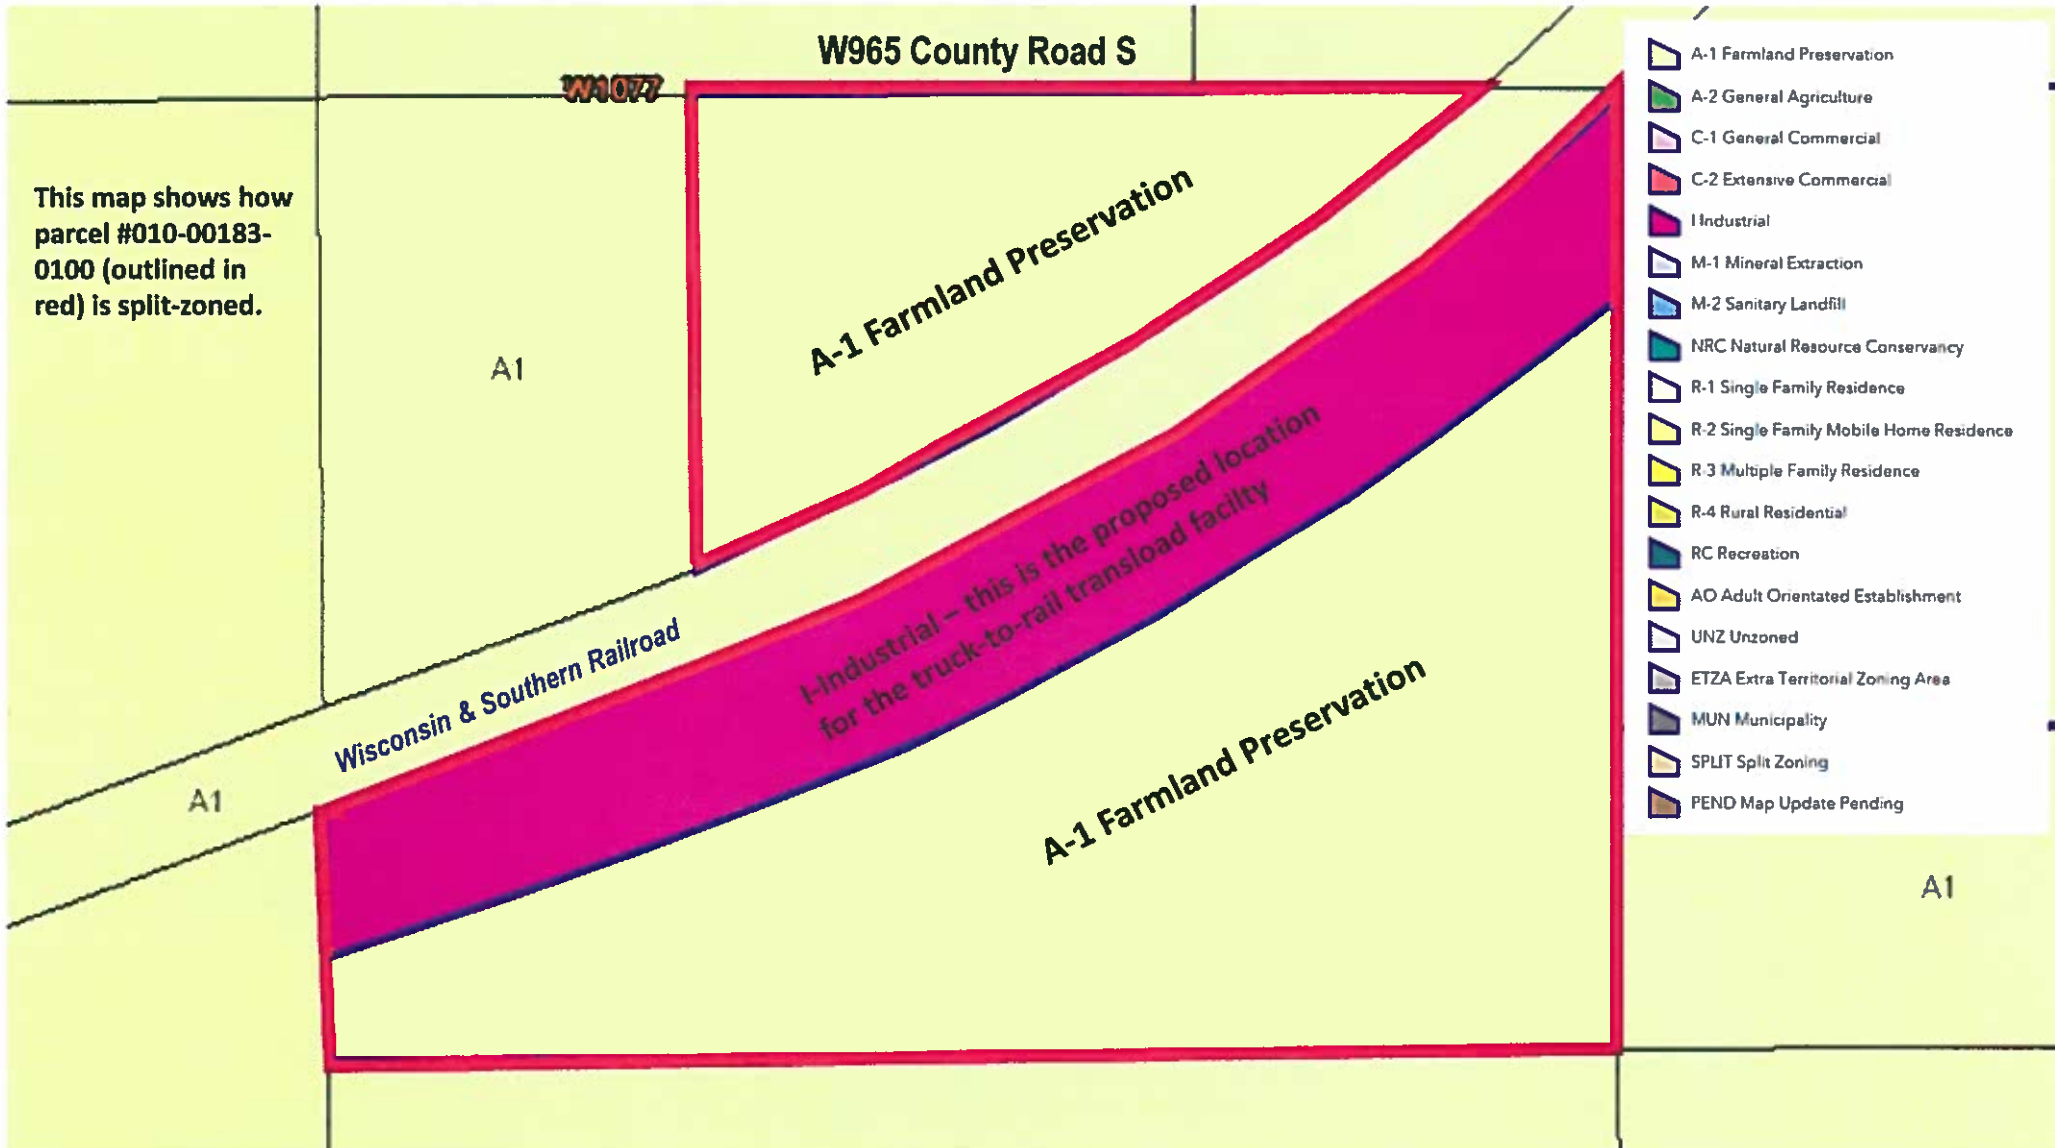 W965 County Road S
W1077
This map shows how
parcel #010-00183-
0100 (outlined in
red) is split-zoned.
A1
A-1 Farmland Preservation
Wisconsin & Southern Railroad
I-Industrial – this is the proposed location
for the truck-to-rail transload facilty
A-1 Farmland Preservation
A1
A1
A-1 Farmland Preservation
A-2 General Agriculture
C-1 General Commercial
C-2 Extensive Commercial
I Industrial
M-1 Mineral Extraction
M-2 Sanitary Landfill
NRC Natural Resource Conservancy
R-1 Single Family Residence
R-2 Single Family Mobile Home Residence
R-3 Multiple Family Residence
R-4 Rural Residential
RC Recreation
AO Adult Orientated Establishment
UNZ Unzoned
ETZA Extra Territorial Zoning Area
MUN Municipality
SPLIT Split Zoning
PEND Map Update Pending